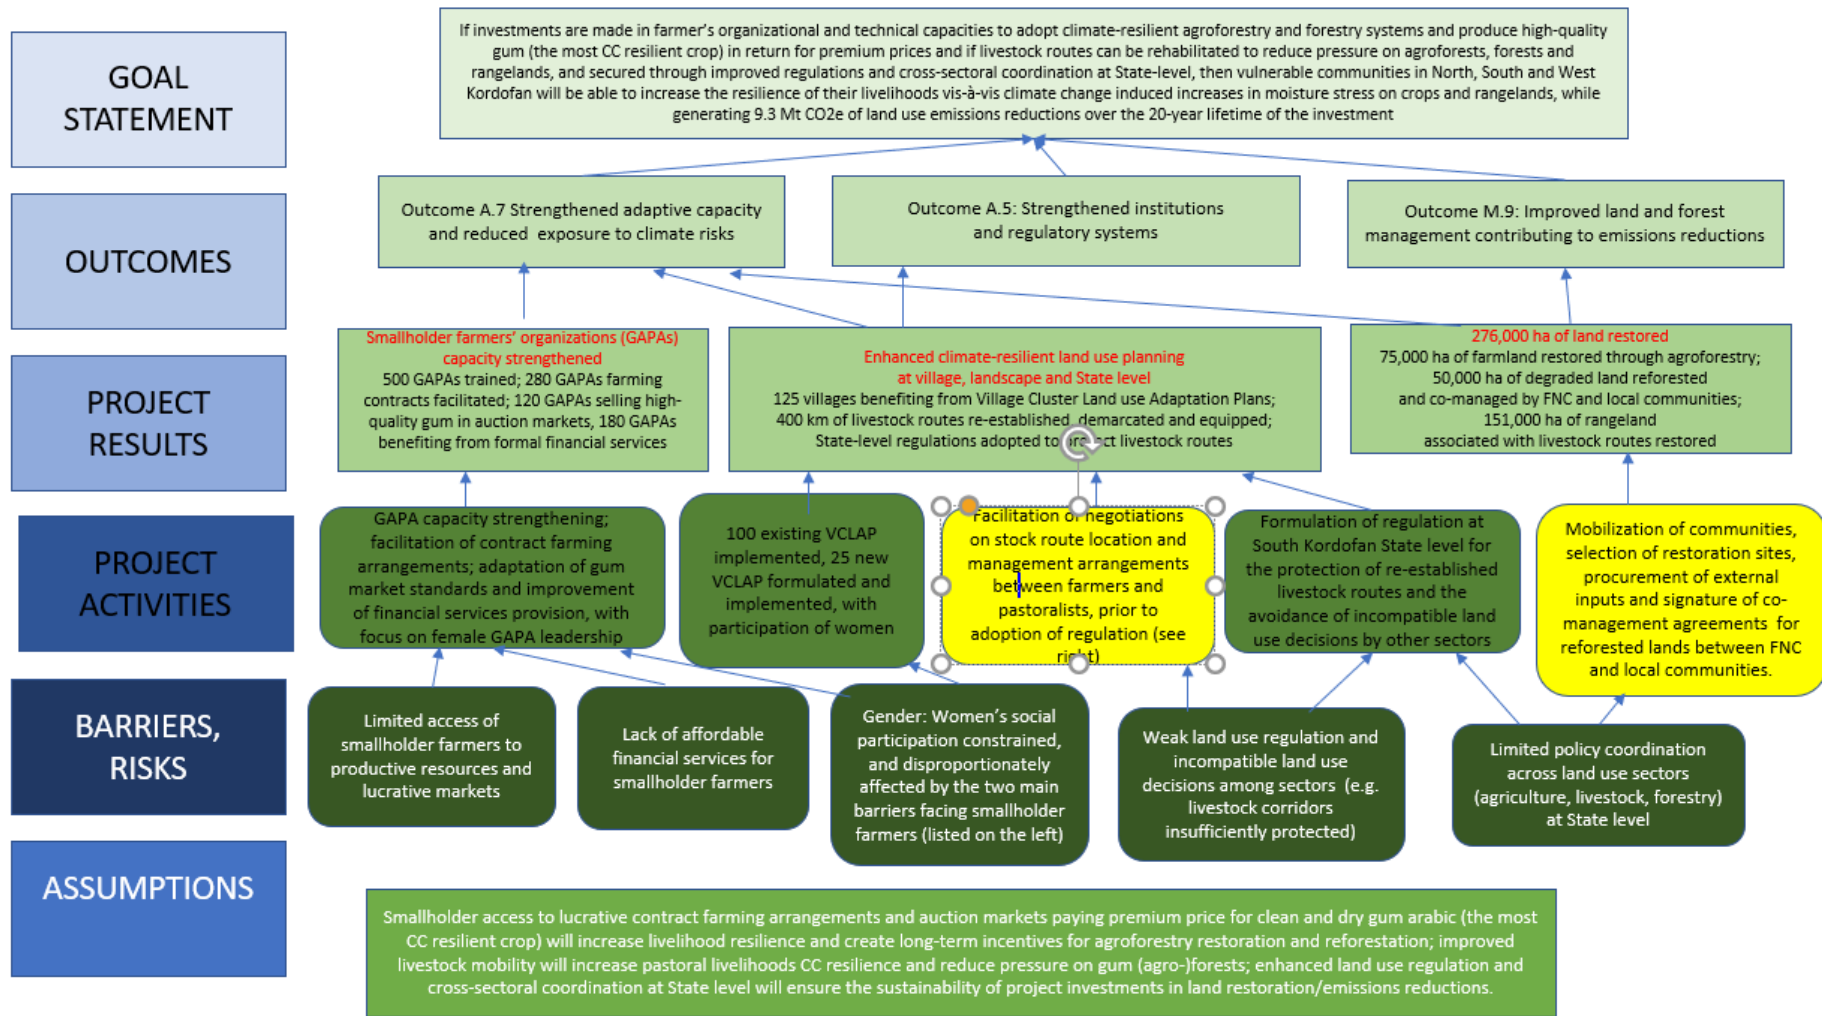 GOAL
STATEMENT
If investments are made in farmer's organizational and technical capacities to adopt climate-resilient agroforestry and forestry systems and produce high-quality
gum (the most CC resilient crop) in return for premium prices and if livestock routes can be rehabilitated to reduce pressure on agroforests, forests and
rangelands, and secured through improved regulations and cross-sectoral coordination at State-level, then vulnerable communities in North, South and West
Kordofan will be able to increase the resilience of their livelihoods vis-à-vis climate change induced increases in moisture stress on crops and rangelands, while
generating 9.3 Mt CO2e of land use emissions reductions over the 20-year lifetime of the investment
OUTCOMES
Outcome A.7 Strengthened adaptive capacity
and reduced exposure to climate risks
Outcome A.5: Strengthened institutions
and regulatory systems
Outcome M.9: Improved land and forest
management contributing to emissions reductions
PROJECT
RESULTS
Smallholder farmers' organizations (GAPAs)
capacity strengthened
500 GAPAs trained; 280 GAPAs farming
contracts facilitated; 120 GAPAs selling high-
quality gum in auction markets, 180 GAPAs
benefiting from formal financial services
Enhanced climate-resilient land use planning
at village, landscape and State level
125 villages benefiting from Village Cluster Land use Adaptation Plans;
400 km of livestock routes re-established, demarcated and equipped;
State-level regulations adopted to protect livestock routes
276,000 ha of land restored
75,000 ha of farmland restored through agroforestry;
50,000 ha of degraded land reforested
and co-managed by FNC and local communities;
151,000 ha of rangeland
associated with livestock routes restored
PROJECT
ACTIVITIES
GAPA capacity strengthening;
facilitation of contract farming
arrangements; adaptation of gum
market standards and improvement
of financial services provision, with
focus on female GAPA leadership
100 existing VCLAP
implemented, 25 new
VCLAP formulated and
implemented, with
participation of women
Facilitation of negotiations
on stock route location and
management arrangements
between farmers and
pastoralists, prior to
adoption of regulation (see
right)
Formulation of regulation at
South Kordofan State level for
the protection of re-established
livestock routes and the
avoidance of incompatible land
use decisions by other sectors
Mobilization of communities,
selection of restoration sites,
procurement of external
inputs and signature of co-
management agreements for
reforested lands between FNC
and local communities.
BARRIERS,
RISKS
Limited access of
smallholder farmers to
productive resources and
lucrative markets
Lack of affordable
financial services for
smallholder farmers
Gender: Women's social
participation constrained,
and disproportionately
affected by the two main
barriers facing smallholder
farmers (listed on the left)
Weak land use regulation and
incompatible land use
decisions among sectors (e.g.
livestock corridors
insufficiently protected)
Limited policy coordination
across land use sectors
(agriculture, livestock, forestry)
at State level
ASSUMPTIONS
Smallholder access to lucrative contract farming arrangements and auction markets paying premium price for clean and dry gum arabic (the most
CC resilient crop) will increase livelihood resilience and create long-term incentives for agroforestry restoration and reforestation; improved
livestock mobility will increase pastoral livelihoods CC resilience and reduce pressure on gum (agro-)forests; enhanced land use regulation and
cross-sectoral coordination at State level will ensure the sustainability of project investments in land restoration/emissions reductions.